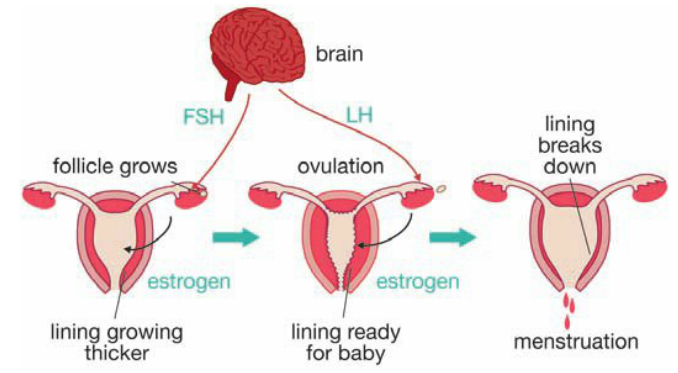 brain
FSH
LH
follicle grows
ovulation
lining
breaks
down
estrogen
estrogen
lining growing
thicker
lining ready
for baby
menstruation